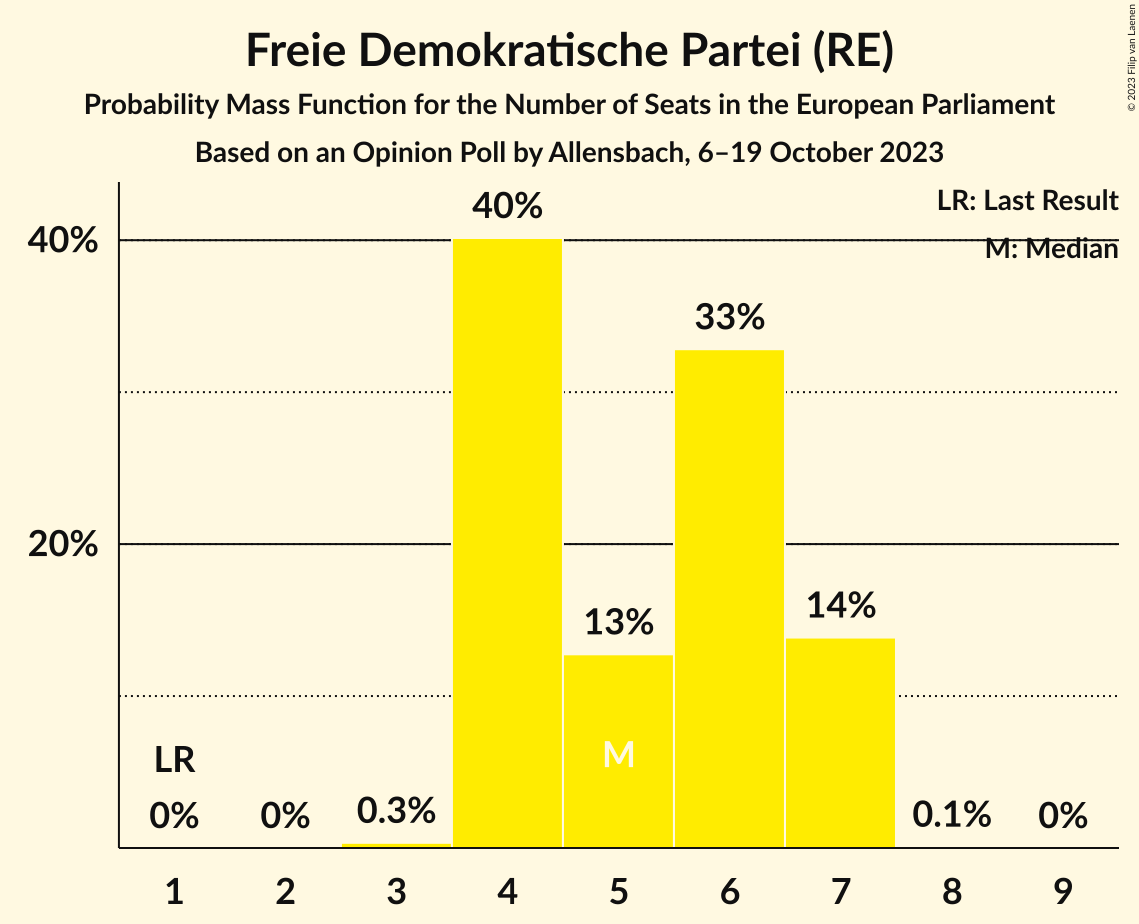 Freie Demokratische Partei (RE)
Probability Mass Function for the Number of Seats in the European Parliament
Based on an Opinion Poll by Allensbach, 6–19 October 2023
© 2023 Filip van Laenen
LR: Last Result
M: Median
40%
20%
40%
33%
14%
13%
M
LR
0%
0%
0.3%
0.1%
0%
1 2 3 4 5 6 7 8 9